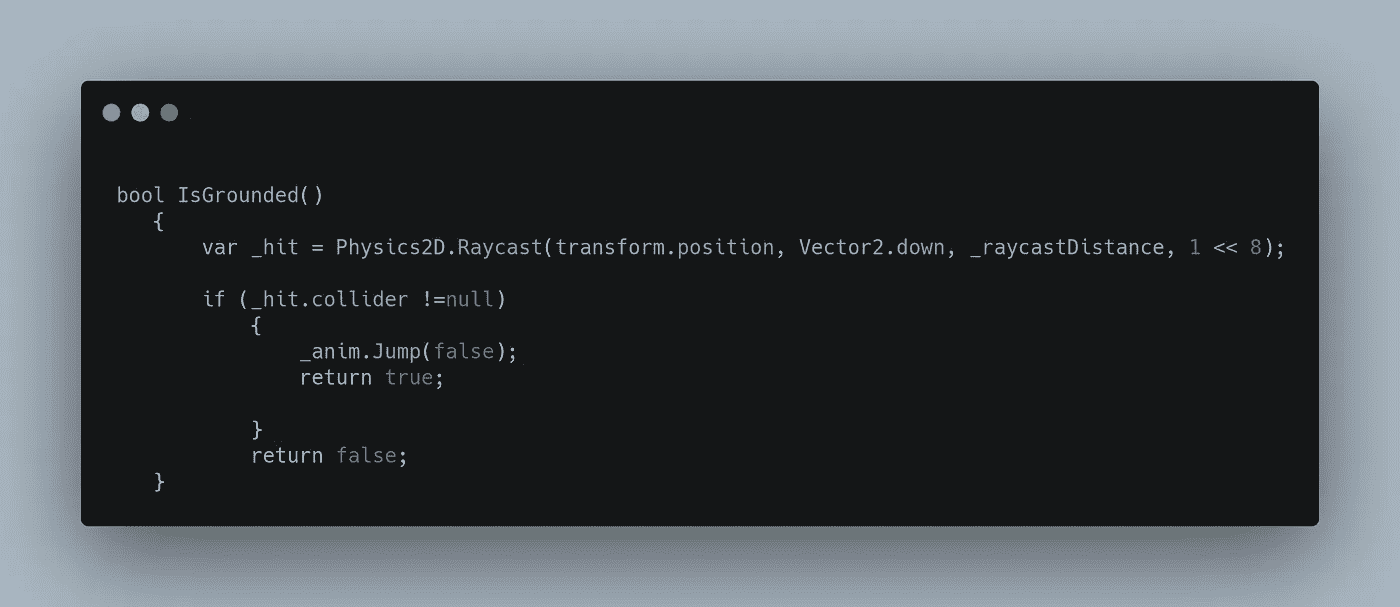 bool IsGrounded()
{
var _hit = Physics2D.Raycast(transform.position, Vector2.down, _raycastDistance, 1 << 8);
if (_hit.collider !=null)
{
_anim.Jump(false);
return true;
}
return false;
}